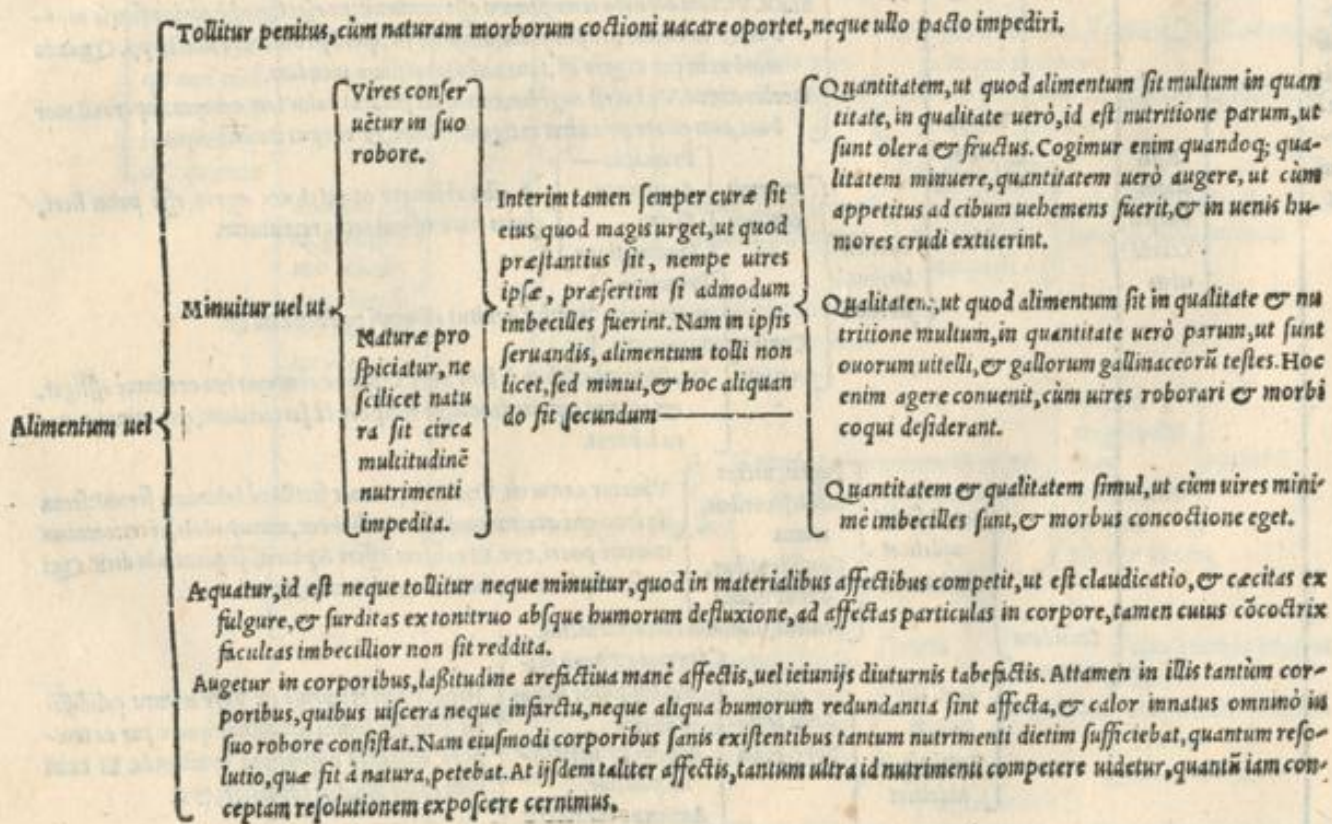 Tollitur penitus, cùm naturam morborum coctioni uacare oportet, neque ullo pacto impediri.
Alimentum uel
Minuitur uel ut
Vires conser
uẽtur in suo
robore.
Naturæ pro
spiciatur, ne
scilicet natu
ra sit circa
multitudinẽ
nutrimenti
impedita.
Interim tamen semper curæ sit
eius quod magis urget, ut quod
præstantius sit, nempe uires
ipsæ, præsertim si admodum
imbecilles fuerint. Nam in ipsis
seruandis, alimentum tolli non
licet, sed minui, & hoc aliquan
do fit secundum
Quantitatem, ut quod alimentum sit multum in quan
titate, in qualitate uerò, id est nutritione parum, ut
sunt olera & fructus. Cogimur enim quandoq; qua-
litatem minuere, quantitatem uerò augere, ut cùm
appetitus ad cibum uehemens fuerit, & in uenis hu-
mores crudi extiterint.
Qualitatem, ut quod alimentum sit in qualitate & nu
tritione multum, in quantitate uerò parum, ut sunt
ouorum uitelli, & gallorum gallinaceorũ testes. Hoc
enim agere conuenit, cùm uires roborari & morbi
coqui desiderant.
Quantitatem & qualitatem simul, ut cùm uires mini-
mè imbecilles sunt, & morbus concoctione eget.
Æquatur, id est neque tollitur neque minuitur, quod in materialibus affectibus competit, ut est claudicatio, & cæcitas ex
fulgure, & surditas ex tonitruo absque humorum defluxione, ad affectas particulas in corpore, tamen cuius cõcoctrix
facultas imbecillior non sit reddita.
Augetur in corporibus, laßitudine arefactiua manè affectis, uel ieiunijs diuturnis tabefactis. Attamen in illis tantùm cor-
poribus, quibus uiscera neque infarctu, neque aliqua humorum redundantia sint affecta, & calor innatus omninò in
suo robore consistat. Nam eiusmodi corporibus sanis existentibus tantum nutrimenti dietim sufficiebat, quantum reso-
lutio, quæ fit à natura, petebat. At ijsdem taliter affectis, tantum ultra id nutrimenti competere uidetur, quantũ iam con-
ceptam resolutionem exposcere cernimus.